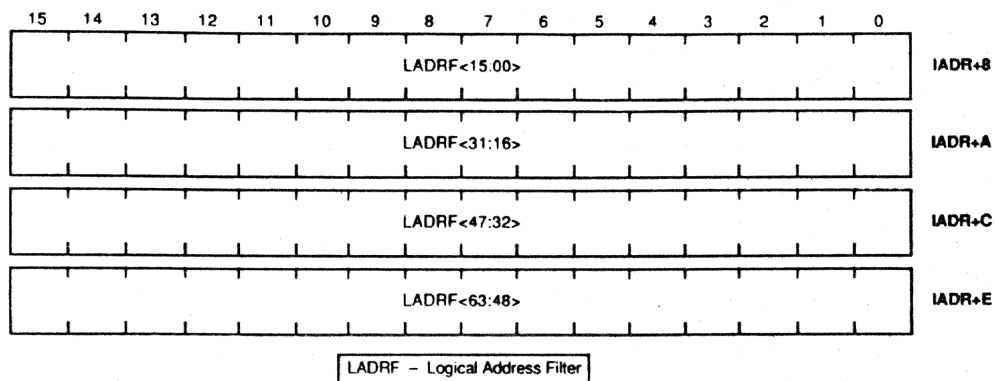 15 14 13 12 11 10 9 8 7 6 5 4 3 2 1 0
LADRF<15:00> IADR+8
LADRF<31:16> IADR+A
LADRF<47:32> IADR+C
LADRF<63:48> IADR+E
LADRF – Logical Address Filter